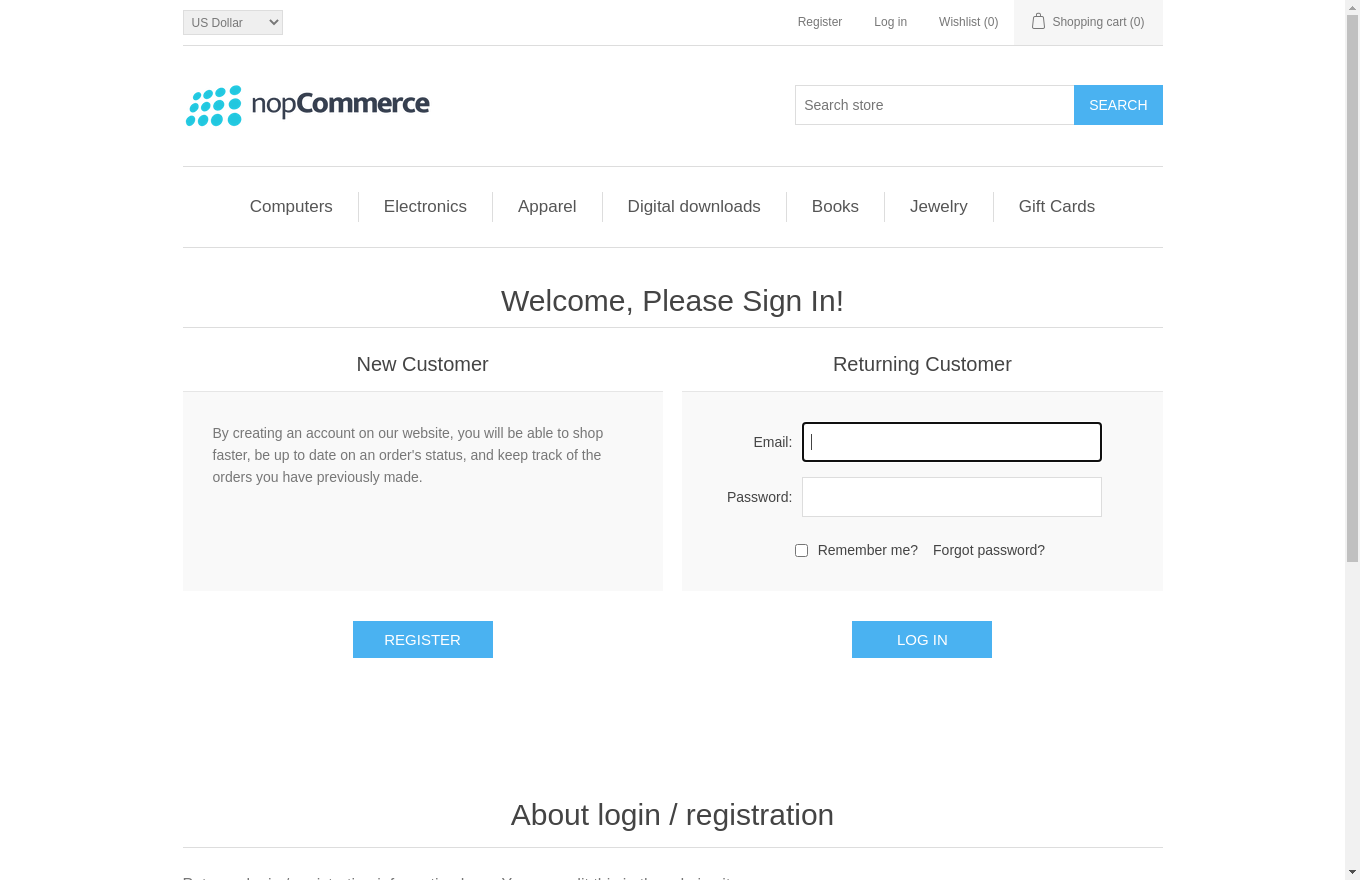 US Dollar
Register
Log in
Wishlist (0)
Shopping cart (0)
nopCommerce
Search store
SEARCH
Computers
Electronics
Apparel
Digital downloads
Books
Jewelry
Gift Cards
Welcome, Please Sign In!
New Customer
By creating an account on our website, you will be able to shop
faster, be up to date on an order's status, and keep track of the
orders you have previously made.
REGISTER
Returning Customer
Email:
Password:
Remember me?
Forgot password?
LOG IN
About login / registration